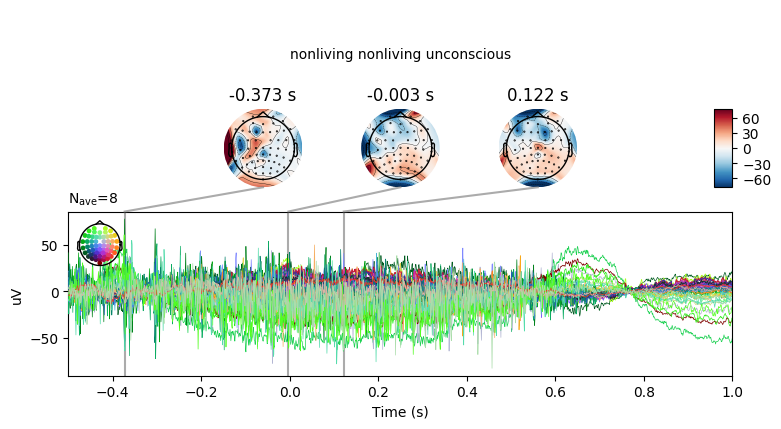 nonliving nonliving unconscious
-0.373 s -0.003 s 0.122 s
60
30
0
−30
−60
Nave=8
50
0
−50
uV
−0.4 −0.2 0.0 0.2 0.4 0.6 0.8 1.0
Time (s)